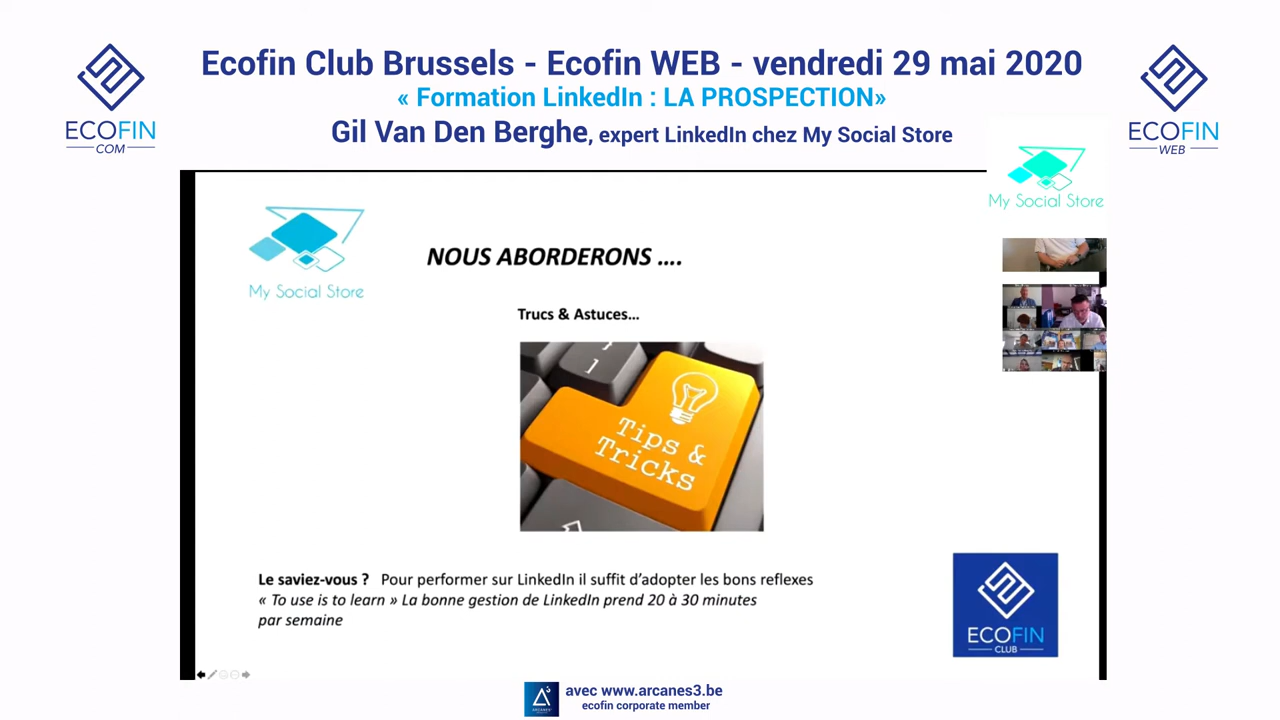 Ecofin Club Brussels - Ecofin WEB - vendredi 29 mai 2020
« Formation LinkedIn : LA PROSPECTION»
Gil Van Den Berghe, expert LinkedIn chez My Social Store
ECOFIN
COM
ECOFIN
WEB
My Social Store
My Social Store
NOUS ABORDERONS ....
Trucs & Astuces...
Tips &
Tricks
Le saviez-vous ? Pour performer sur LinkedIn il suffit d'adopter les bons reflexes
« To use is to learn » La bonne gestion de LinkedIn prend 20 à 30 minutes
par semaine
ECOFIN
CLUB
avec www.arcanes3.be
ecofin corporate member
ARCANES